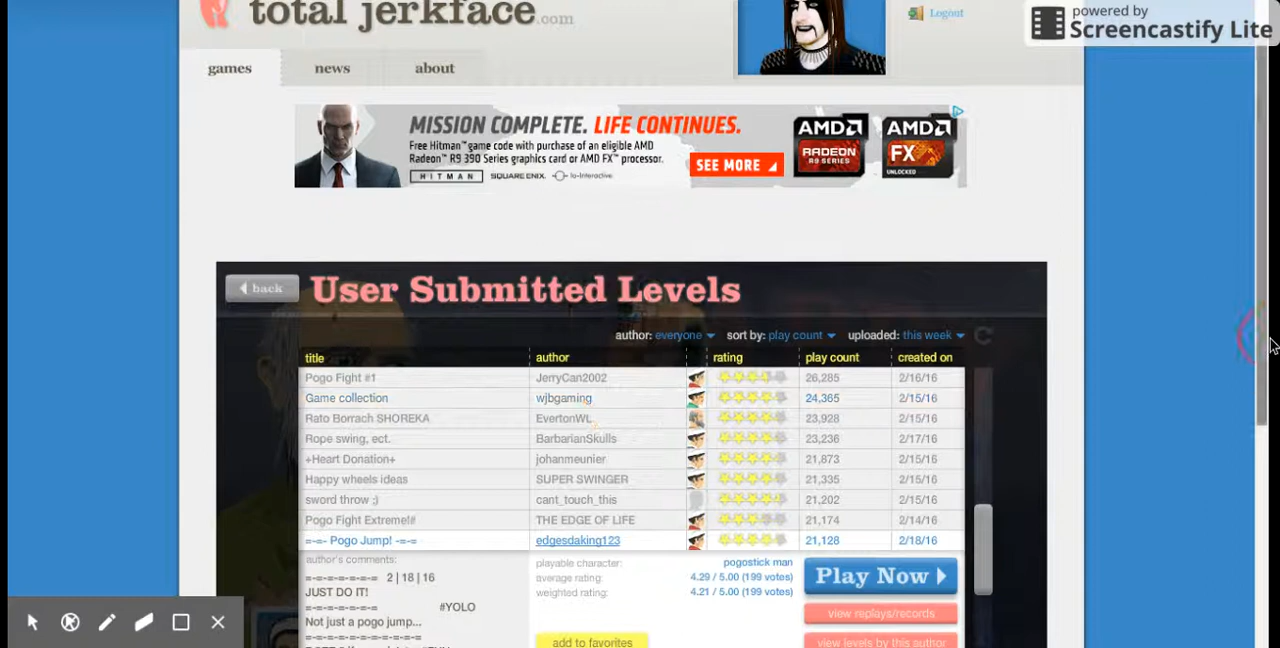 total jerkface.com
Logout
powered by
Screencastify Lite
games news about
MISSION COMPLETE. LIFE CONTINUES.
Free Hitman™ game code with purchase of an eligible AMD
Radeon™ R9 390 Series graphics card or AMD FX™ processor.
HITMAN SQUARE ENIX. Io-Interactive
SEE MORE
AMD
RADEON
R9 SERIES
AMD
FX
UNLOCKED
back
User Submitted Levels
author: everyone sort by: play count uploaded: this week
title author rating play count created on
Pogo Fight #1 JerryCan2002 26,285 2/16/16
Game collection wjbgaming 24,365 2/15/16
Rato Borrach SHOREKA EvertonWL 23,928 2/15/16
Rope swing, ect. BarbarianSkulls 23,236 2/17/16
+Heart Donation+ johanmeunier 21,873 2/15/16
Happy wheels ideas SUPER SWINGER 21,335 2/15/16
sword throw ;) cant_touch_this 21,202 2/15/16
Pogo Fight Extreme!# THE EDGE OF LIFE 21,174 2/14/16
=-=- Pogo Jump! -=-= edgesdaking123 21,128 2/18/16
author's comments:
=-=-=-=-=-=-= 2 | 18 | 16
JUST DO IT!
=-=-=-=-=-=-= #YOLO
Not just a pogo jump...
=-=-=-=-=-=-=-=-=-=-=
playable character: pogostick man
average rating: 4.29 / 5.00 (199 votes)
weighted rating: 4.21 / 5.00 (199 votes)
add to favorites
Play Now
view replays/records
view levels by this author